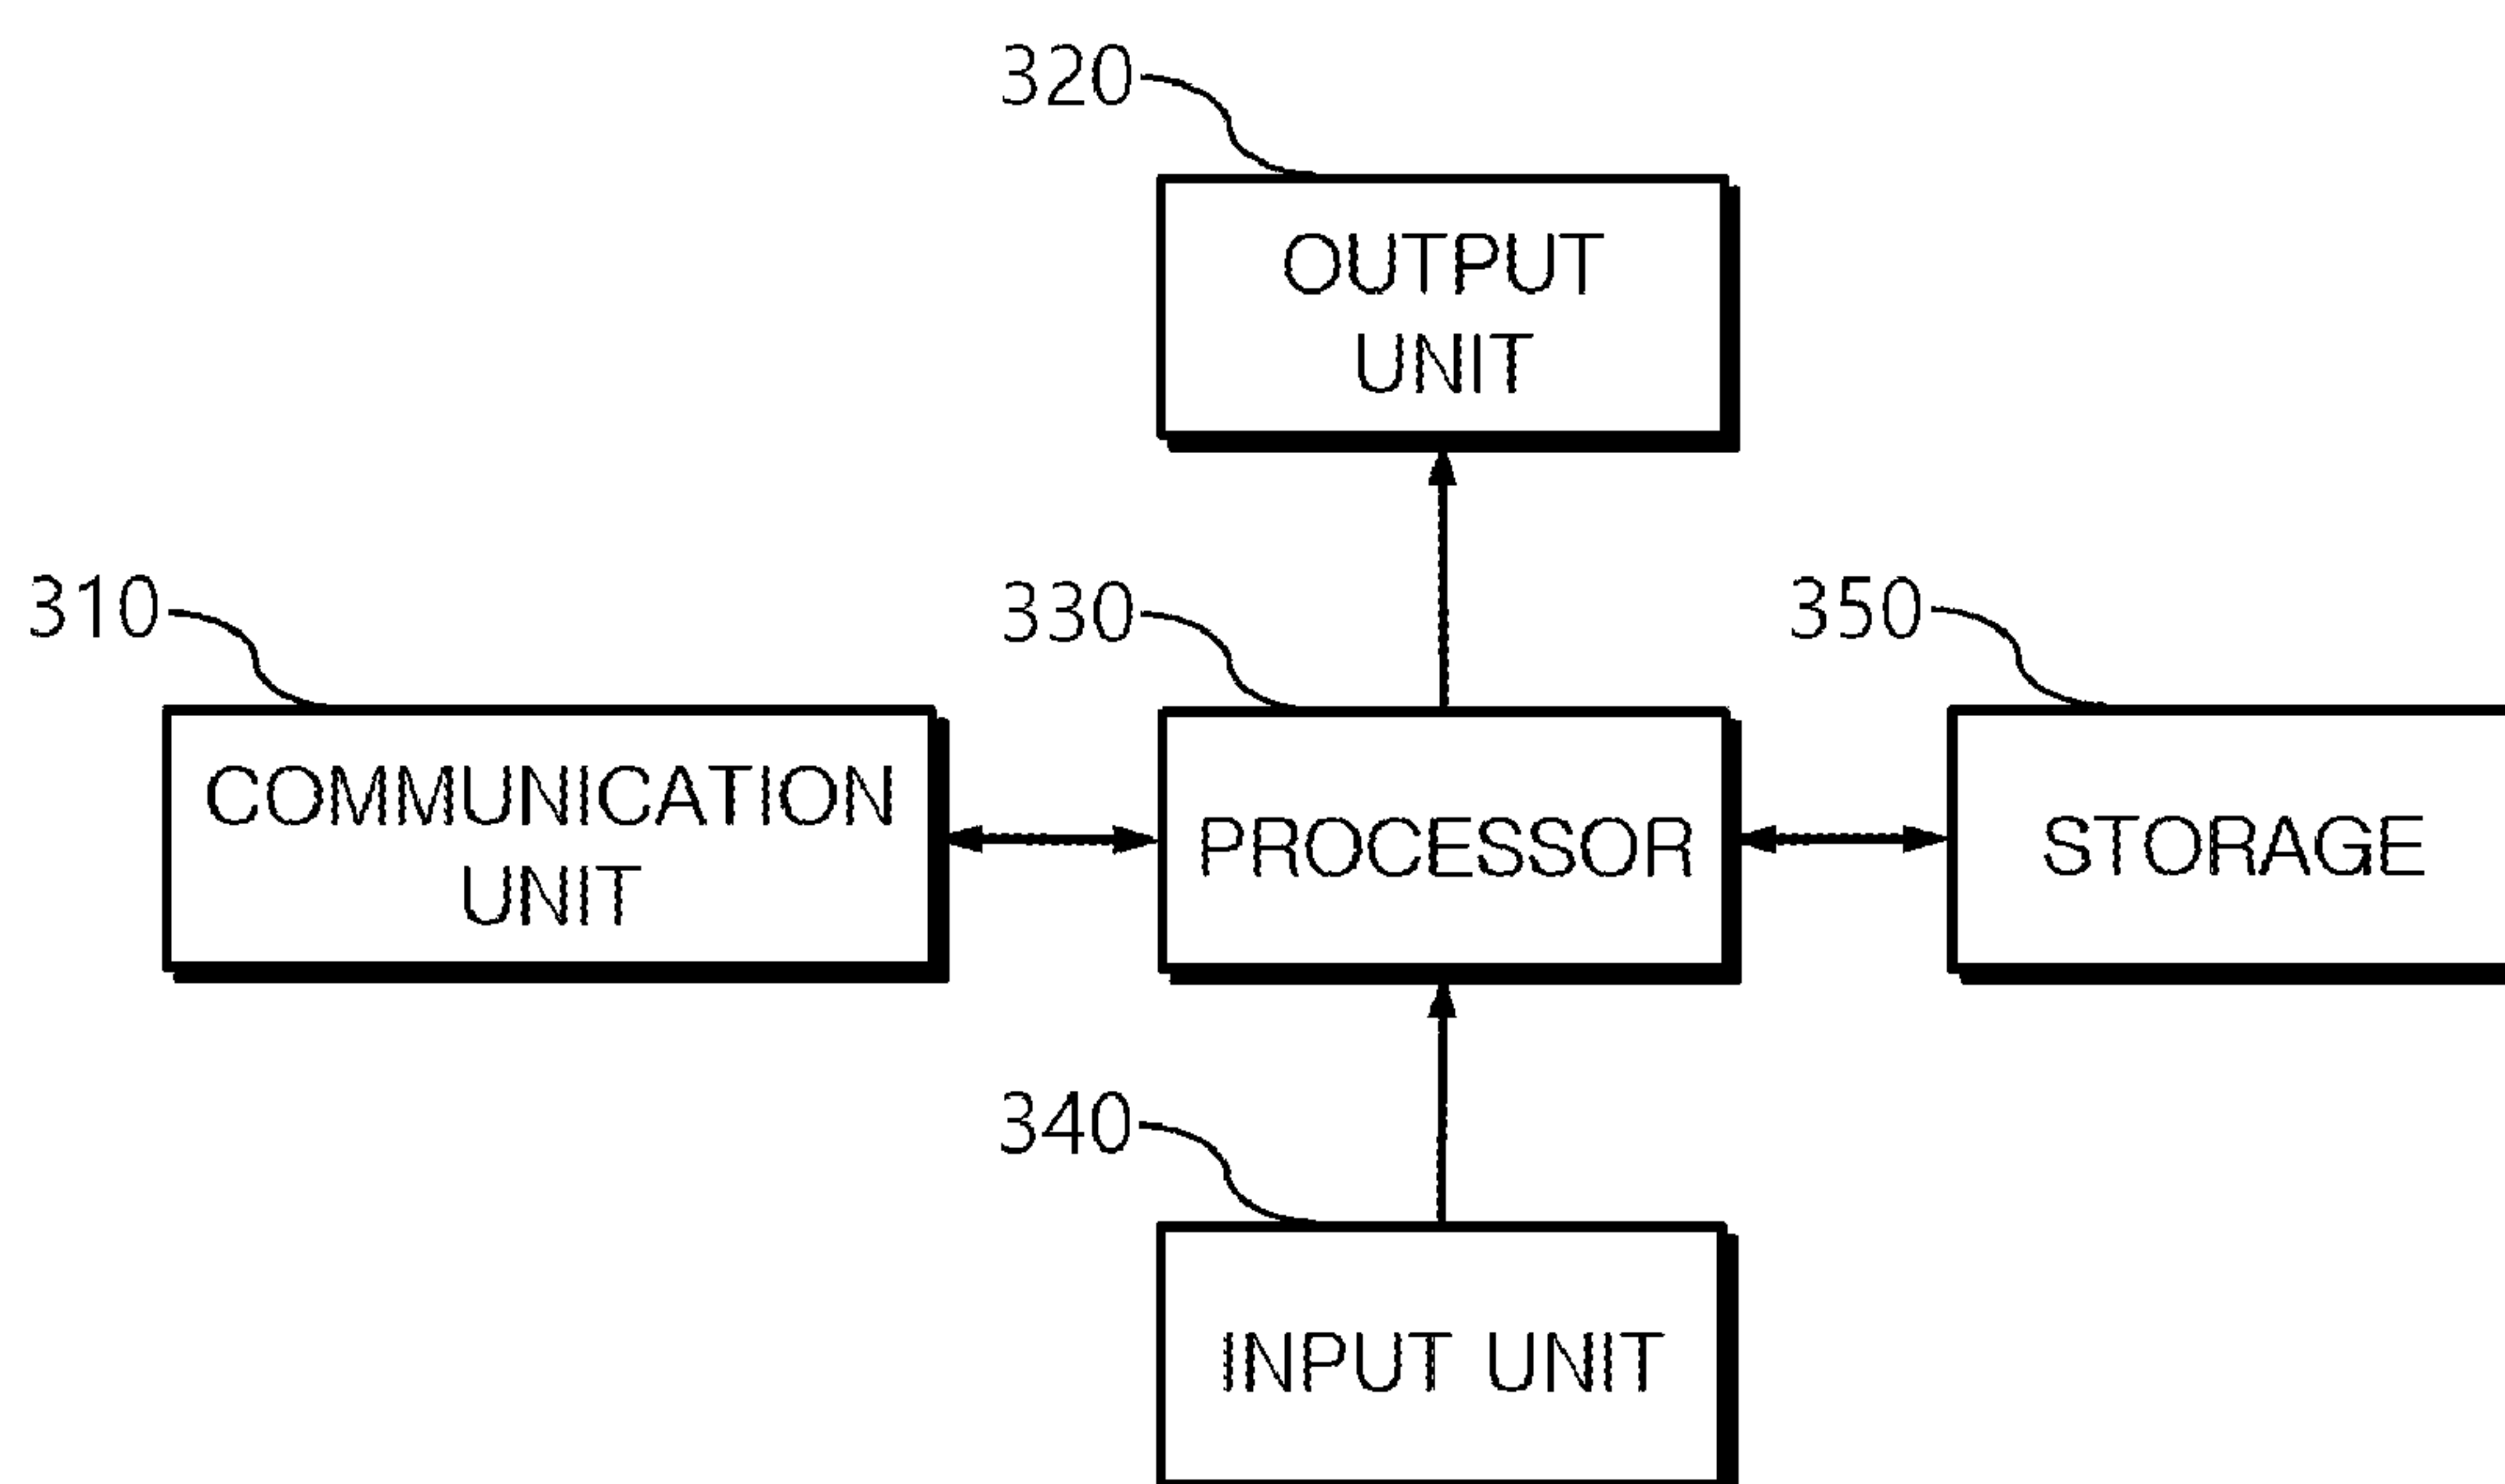 320
OUTPUT
UNIT
310
330
350
COMMUNICATION
UNIT
PROCESSOR
STORAGE
340
INPUT UNIT